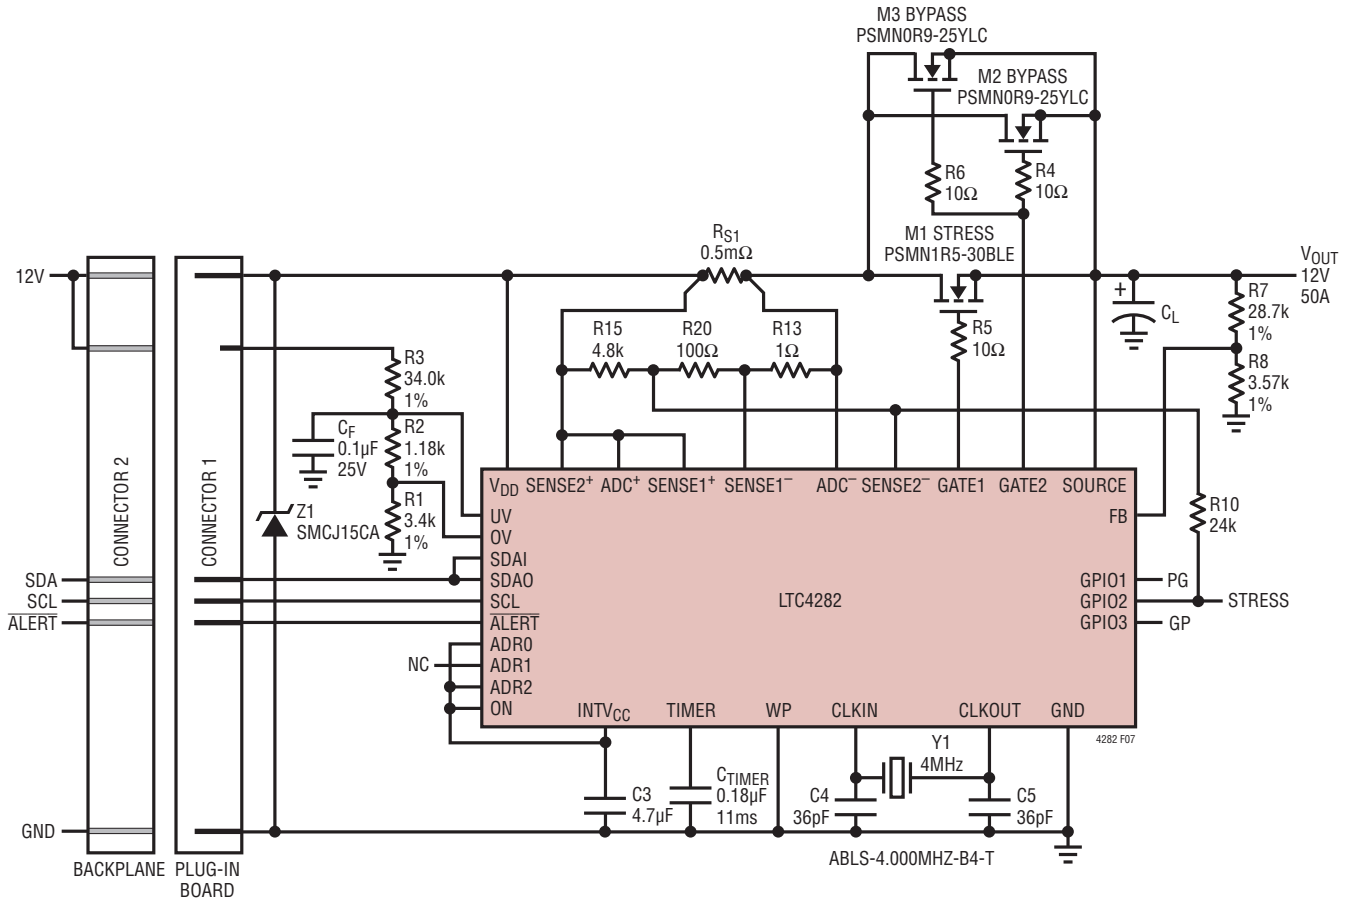 M3 BYPASS
PSMN0R9-25YLC
M2 BYPASS
PSMN0R9-25YLC
R6
10Ω
R4
10Ω
RS1
0.5mΩ
M1 STRESS
PSMN1R5-30BLE
12V
VOUT
12V
50A
+
CL
R7
28.7k
1%
R15
4.8k
R20
100Ω
R13
1Ω
R5
10Ω
R3
34.0k
1%
R8
3.57k
1%
CF
0.1µF
25V
R2
1.18k
1%
CONNECTOR 2
CONNECTOR 1
VDD
SENSE2+
ADC+
SENSE1+
SENSE1–
ADC–
SENSE2–
GATE1
GATE2
SOURCE
R1
3.4k
1%
Z1
SMCJ15CA
R10
24k
UV
OV
SDAI
SDAO
SCL
ALERT
ADR0
ADR1
ADR2
ON
FB
LTC4282
GPIO1
GPIO2
GPIO3
PG
STRESS
GP
SDA
SCL
ALERT
NC
INTVCC
TIMER
WP
CLKIN
CLKOUT
GND
4282 F07
Y1
4MHz
C3
4.7µF
CTIMER
0.18µF
11ms
C4
36pF
C5
36pF
GND
ABLS-4.000MHZ-B4-T
BACKPLANE
PLUG-IN
BOARD